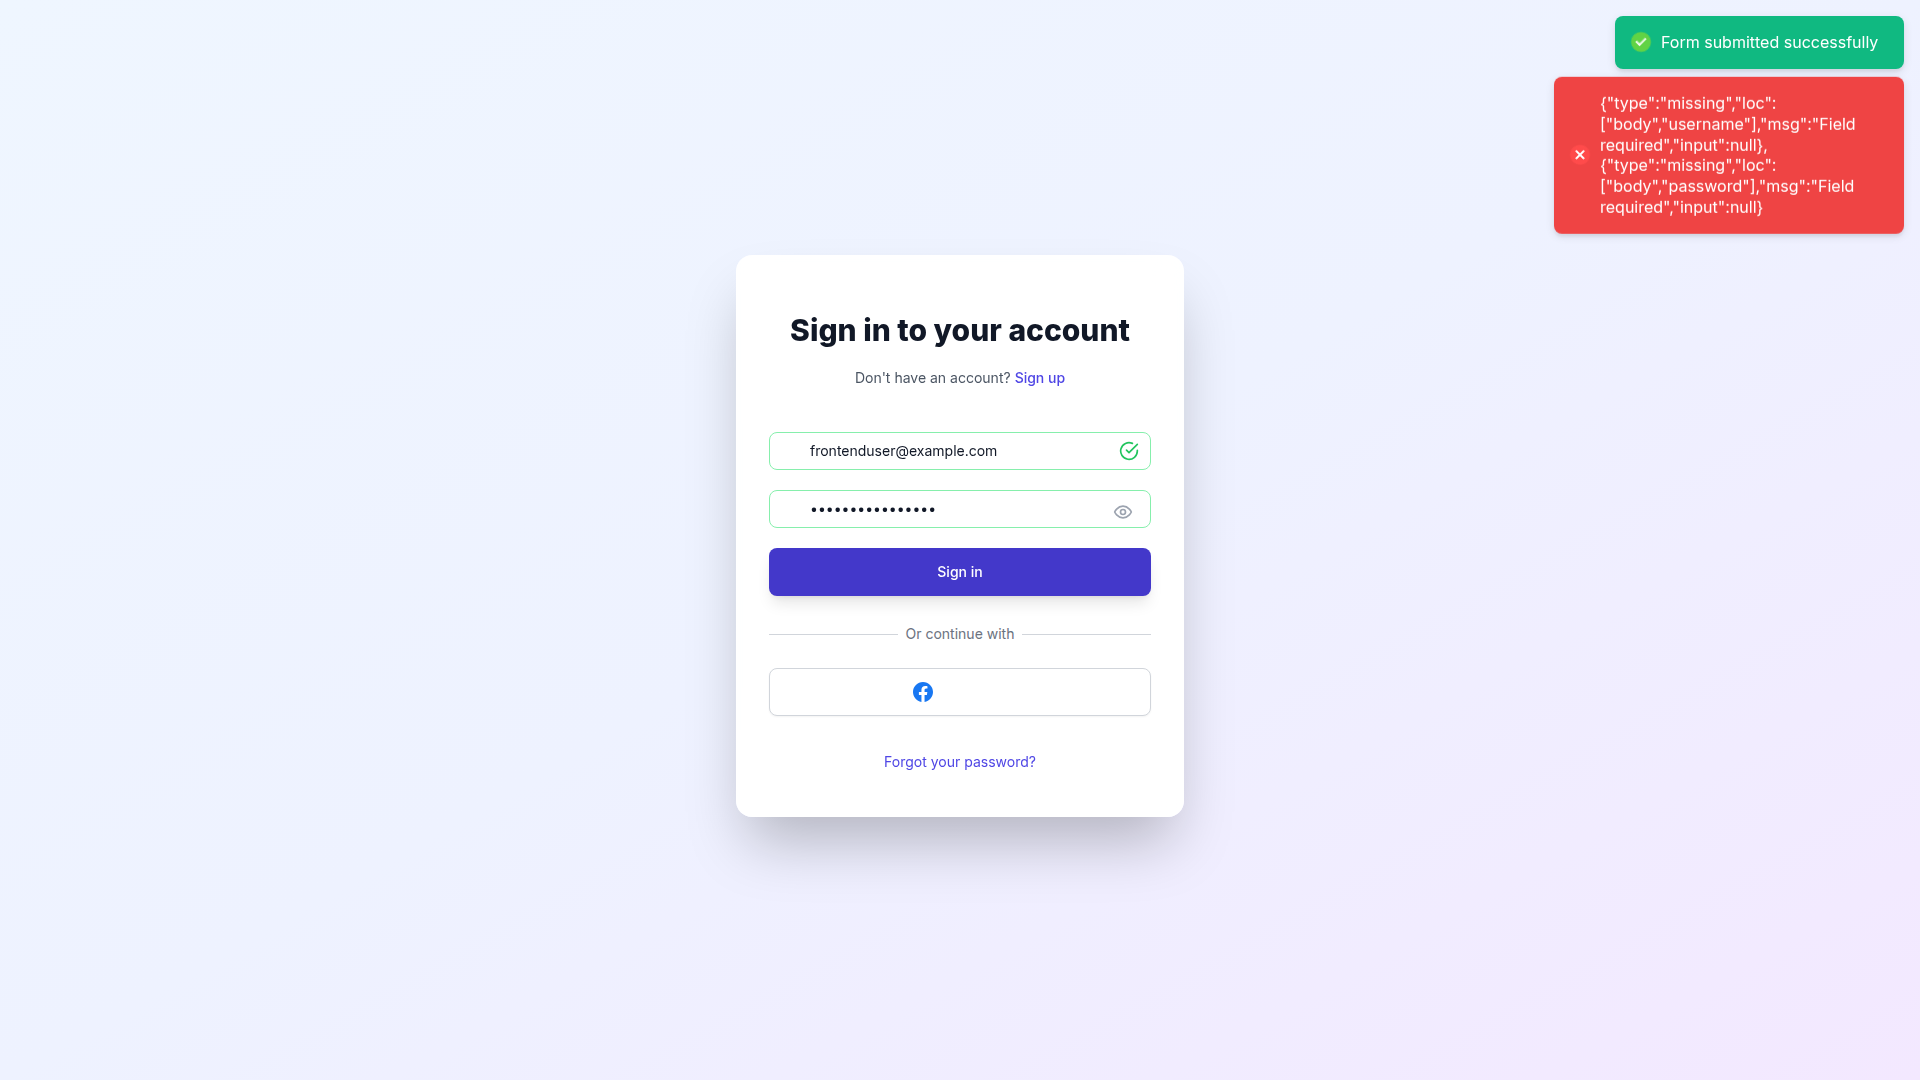 Form submitted successfully
{"type":"missing","loc":
["body","username"],"msg":"Field
required","input":null},
{"type":"missing","loc":
["body","password"],"msg":"Field
required","input":null}
Sign in to your account
Don't have an account? Sign up
frontenduser@example.com
••••••••••••••••
Sign in
Or continue with
Forgot your password?